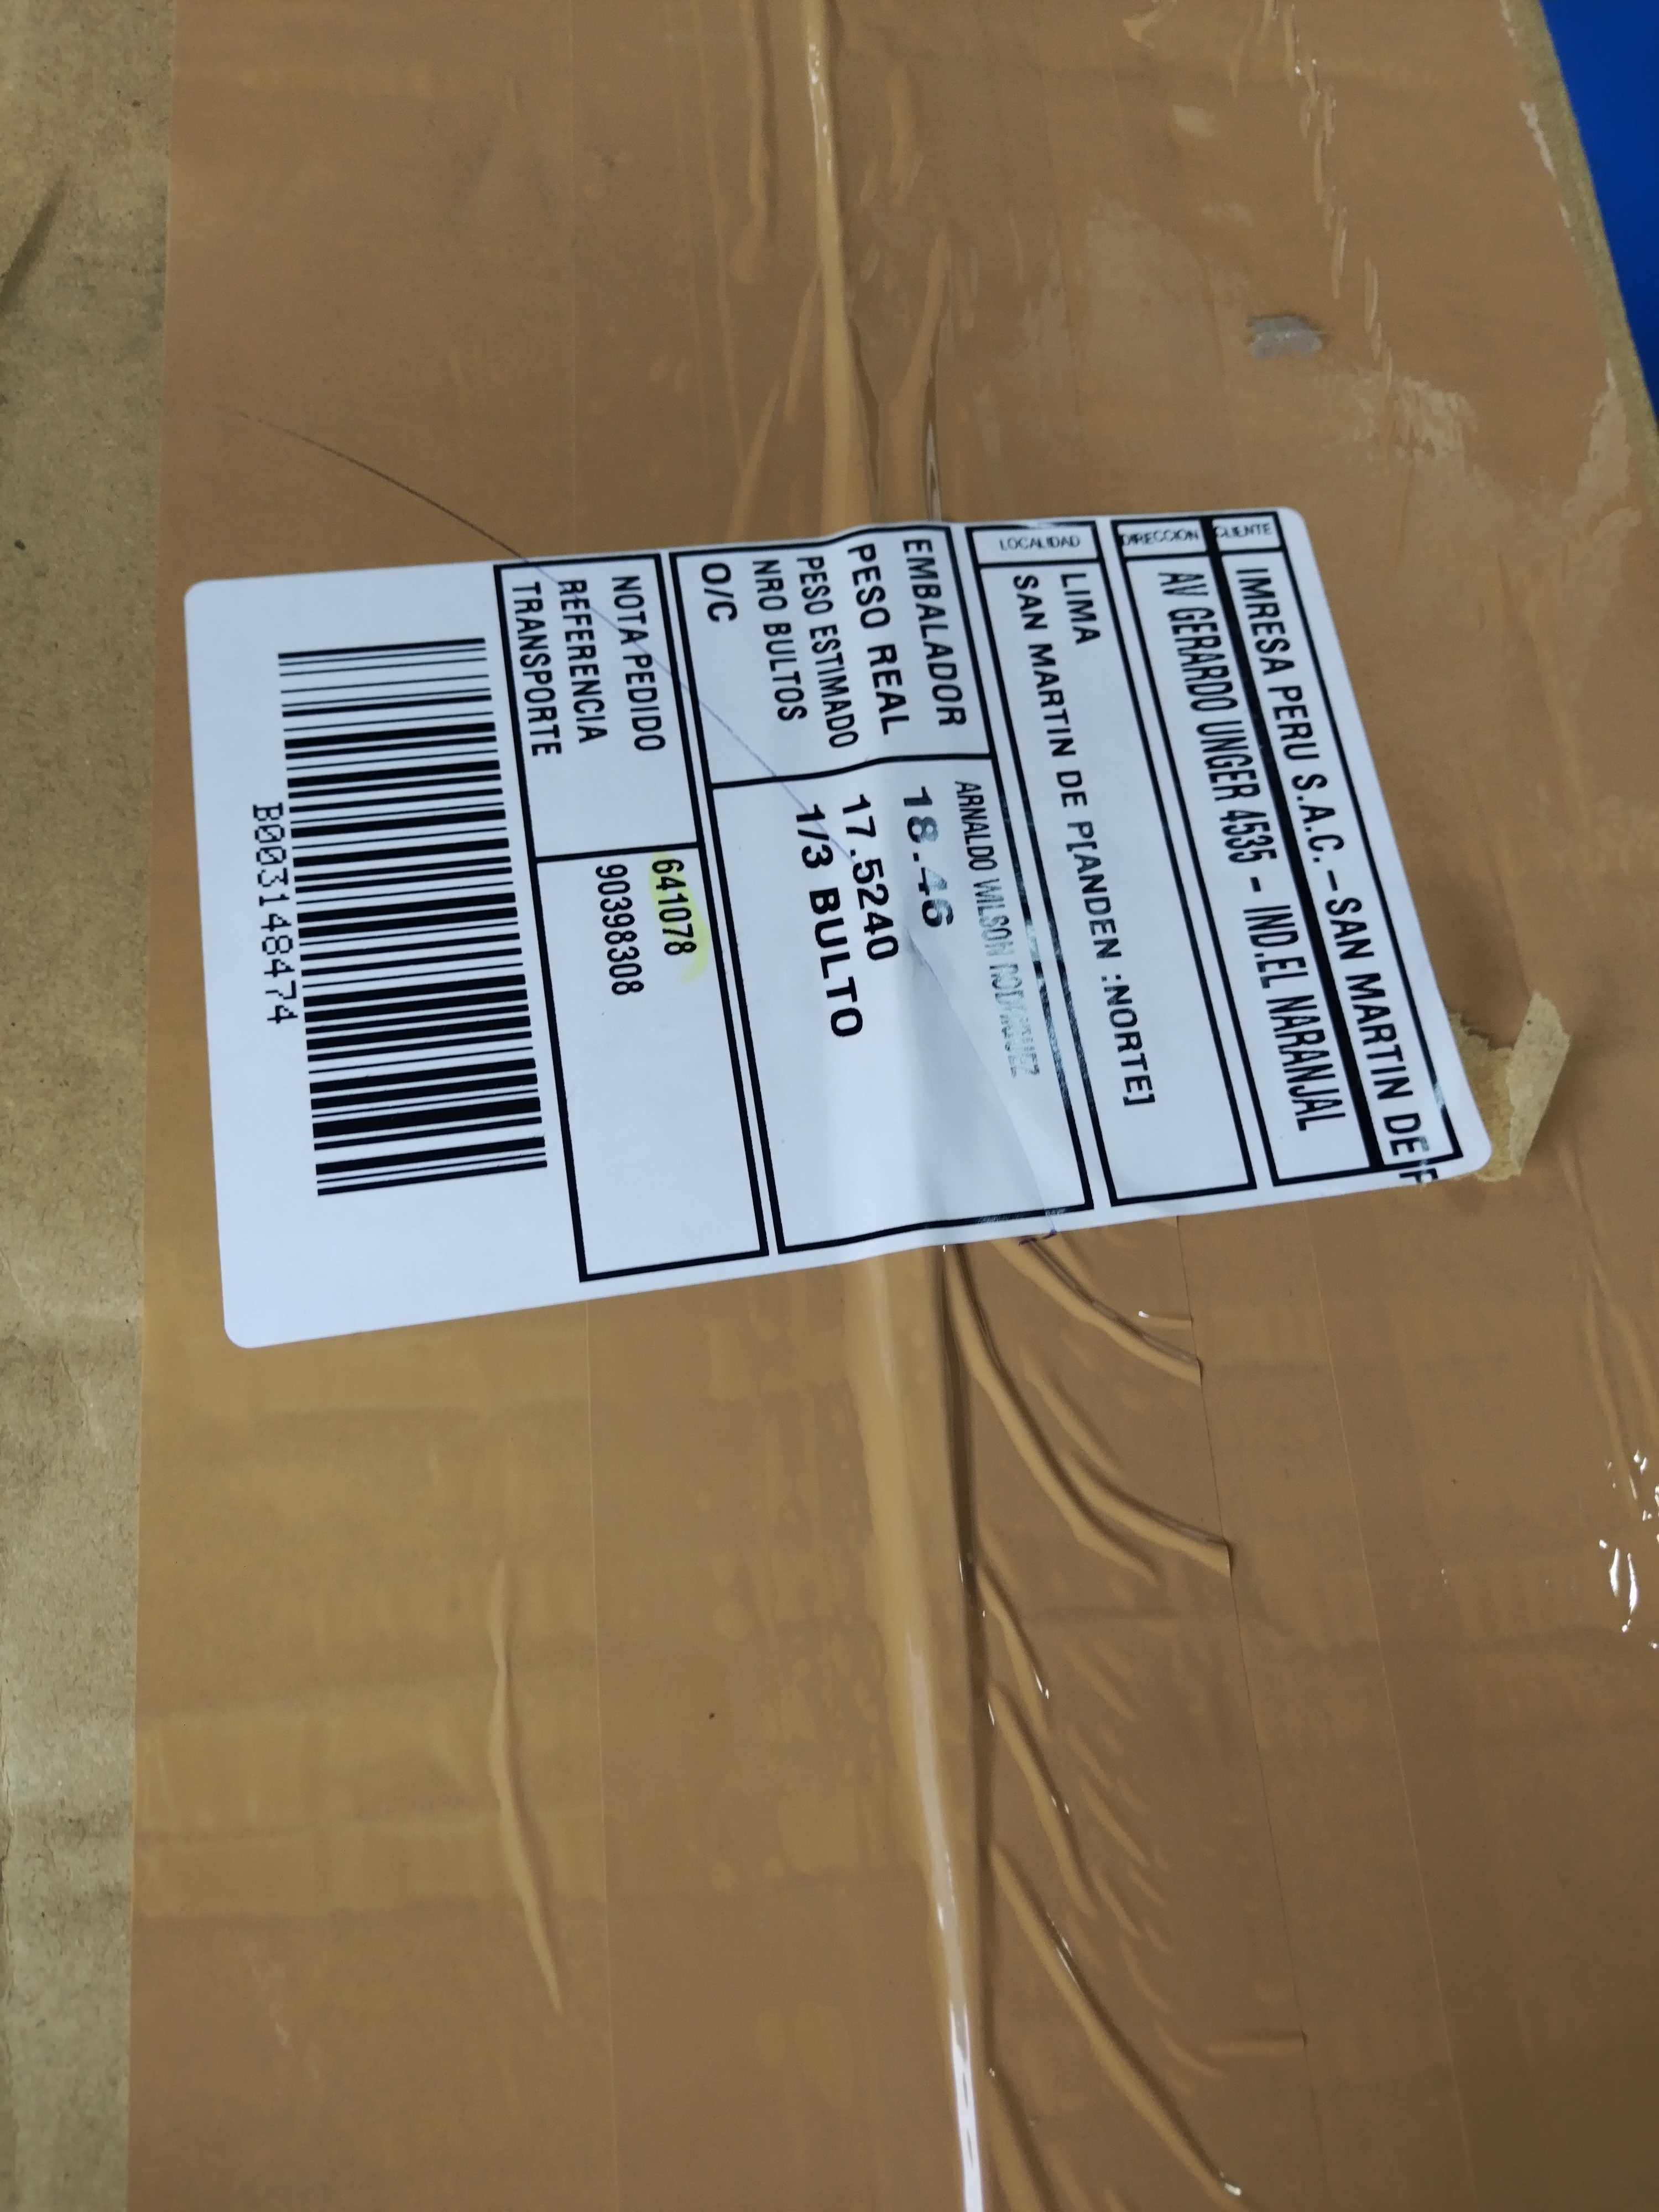 CLIENTE IMRESA PERU S.A.C.-SAN MARTIN DE P
DIRECCION AV GERARDO UNGER 4535 - IND.EL NARANJAL
LOCALIDAD LIMA
SAN MARTIN DE P[ANDEN :NORTE]
EMBALADOR ARNALDO WILSON
PESO REAL 18.46
PESO ESTIMADO 17.5240
NRO BULTOS 1/3 BULTO
O/C
NOTA PEDIDO 641078
REFERENCIA 90398308
TRANSPORTE
B003148474